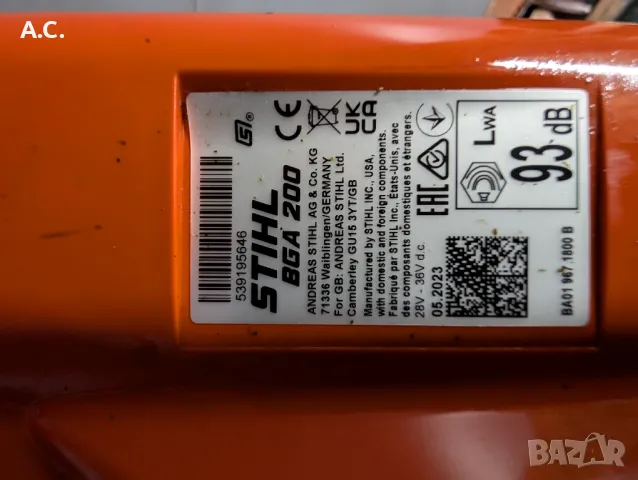 A.C.
539195646
STIHL
BGA 200
ANDREAS STIHL AG & Co. KG
71336 Waiblingen/GERMANY
For GB: ANDREAS STIHL Ltd.
Camberley GU15 3YT/GB
Manufactured by STIHL INC., USA,
with domestic and foreign components.
Fabriqué par STIHL Inc., États-Unis, avec
des composants domestiques et étrangers.
28V - 36V d.c.
05.2023
CE
UK
CA
EAC
LWA
93 dB
BA01 967 1800 B
BAZAR